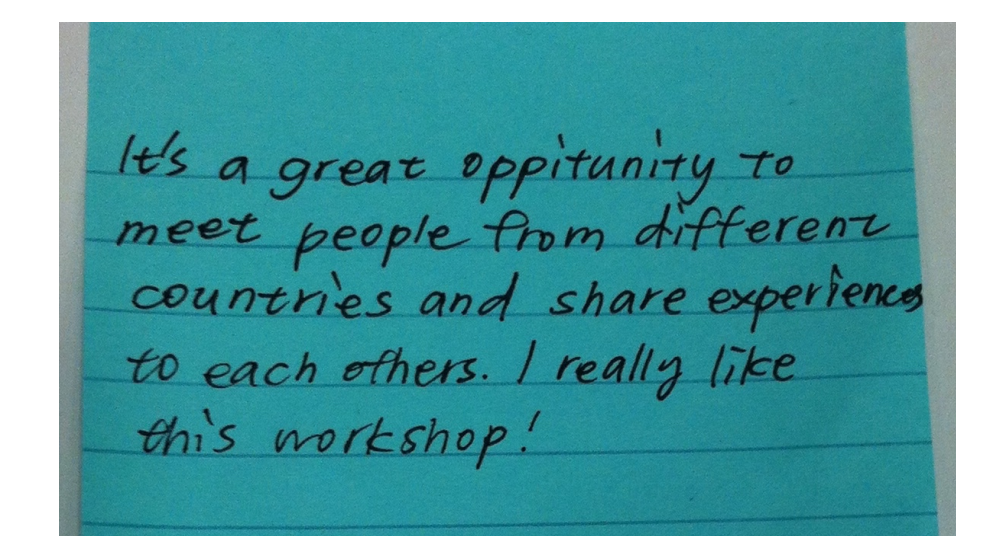 It's a great oppitunity to
meet people from different
countries and share experiences
to each others. I really like
this workshop!